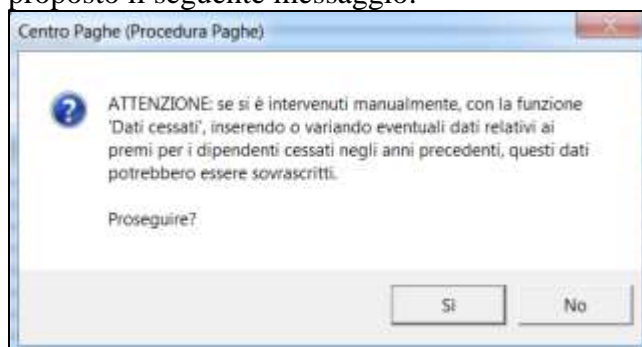 proposto il seguente messaggio:
Centro Paghe (Procedura Paghe)
ATTENZIONE: se si è intervenuti manualmente, con la funzione
'Dati cessati', inserendo o variando eventuali dati relativi ai
premi per i dipendenti cessati negli anni precedenti, questi dati
potrebbero essere sovrascritti.
Proseguire?
Sì
No